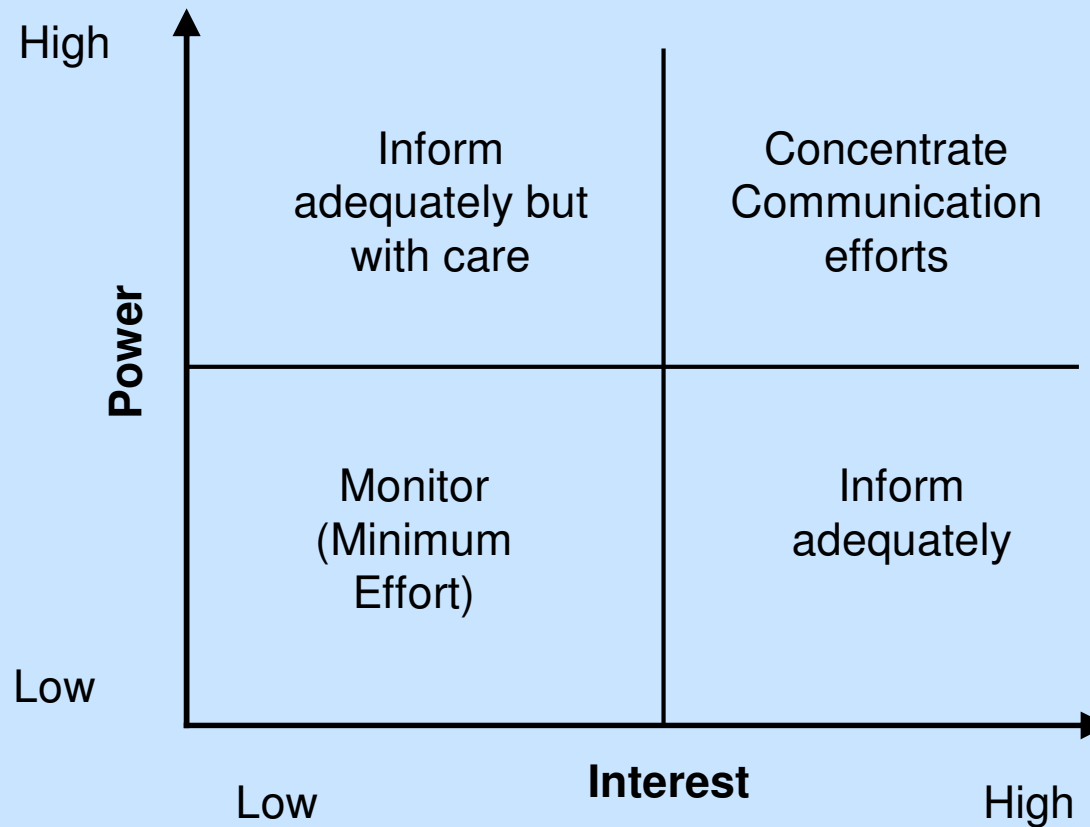 High
Inform
adequately but
with care
Concentrate
Communication
efforts
Power
Monitor
(Minimum
Effort)
Inform
adequately
Low
Interest
Low
High